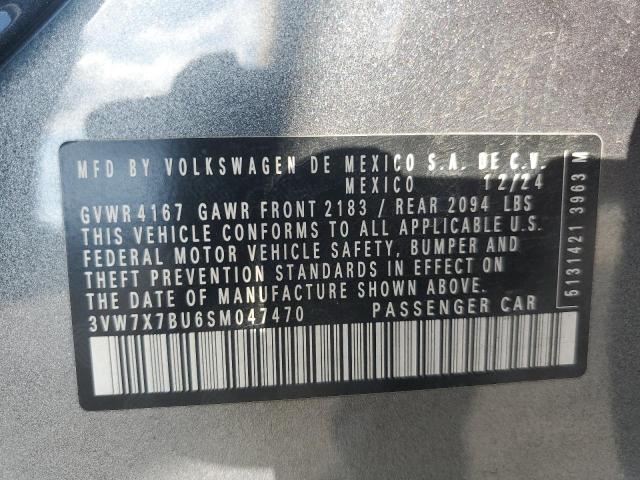 MFD BY VOLKSWAGEN DE MEXICO S.A. DE C.V.
MEXICO 12/24
GVWR 4167 GAWR FRONT 2183 / REAR 2094 LBS
THIS VEHICLE CONFORMS TO ALL APPLICABLE U.S.
FEDERAL MOTOR VEHICLE SAFETY, BUMPER AND
THEFT PREVENTION STANDARDS IN EFFECT ON
THE DATE OF MANUFACTURE SHOWN ABOVE.
3VW7X7BU6SM047470 PASSENGER CAR
5131421 3963 M